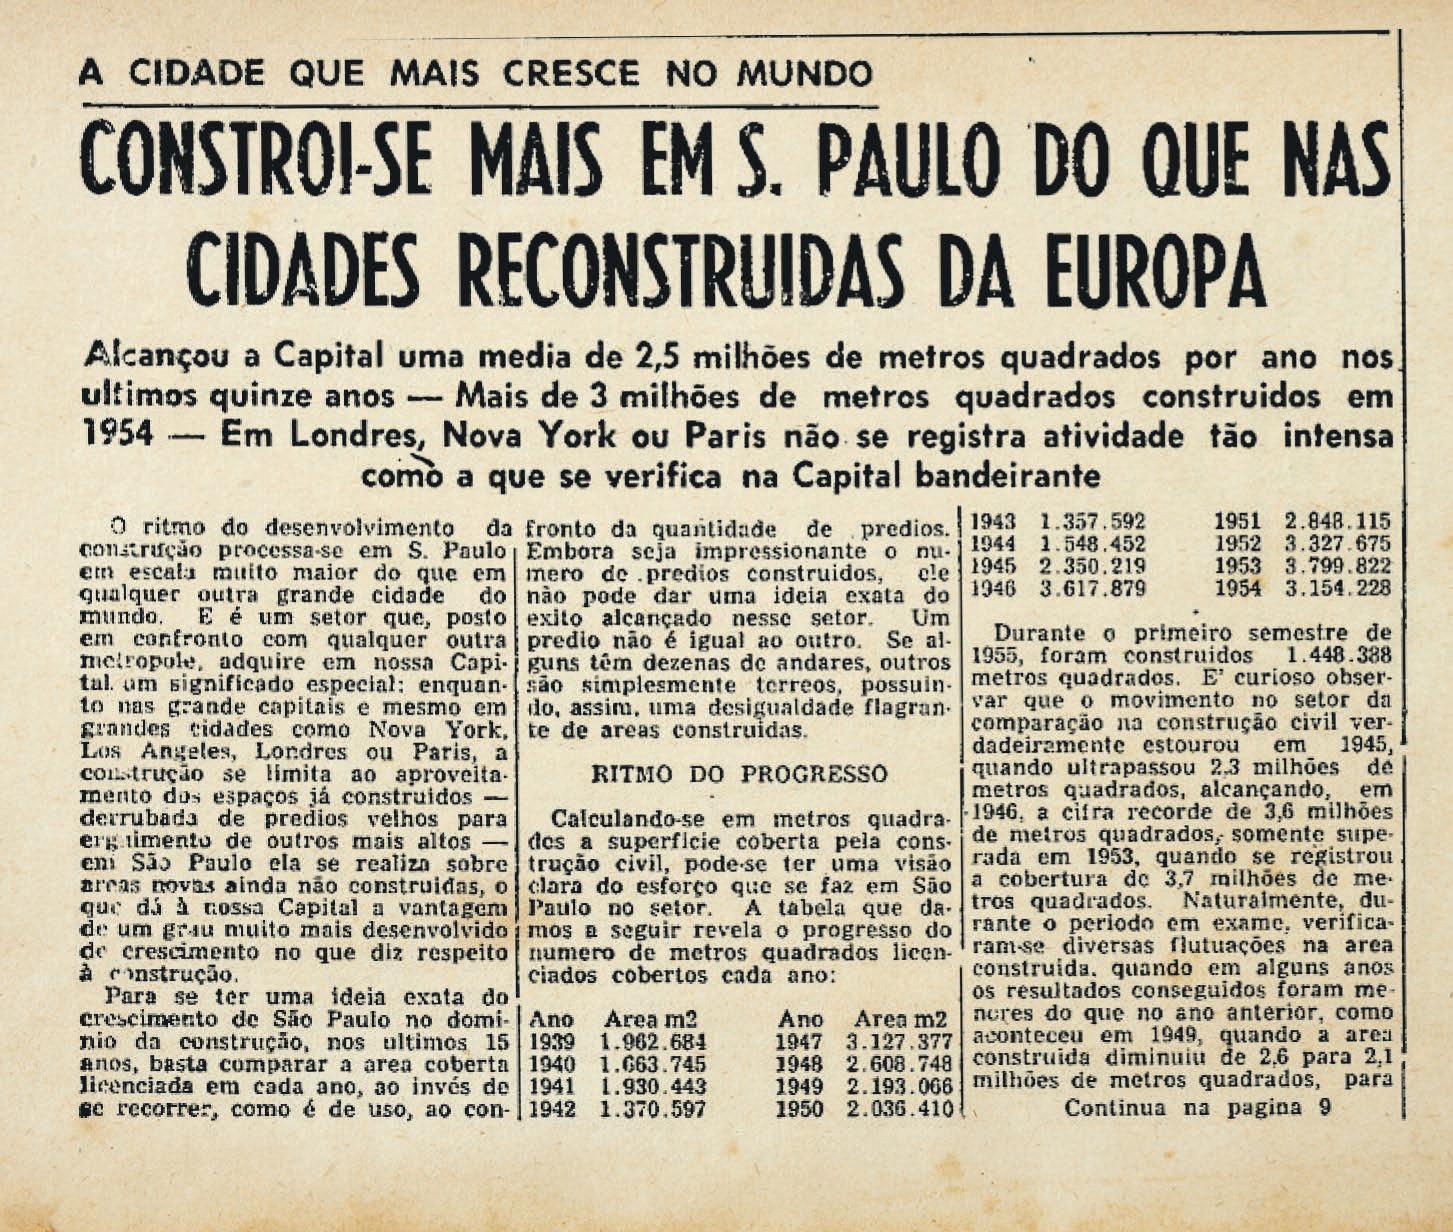 A CIDADE QUE MAIS CRESCE NO MUNDO
CONSTROI-SE MAIS EM S. PAULO DO QUE NAS
CIDADES RECONSTRUIDAS DA EUROPA
Alcançou a Capital uma media de 2,5 milhões de metros quadrados por ano nos
ultimos quinze anos — Mais de 3 milhões de metros quadrados construidos em
1954 — Em Londres, Nova York ou Paris não se registra atividade tão intensa
como a que se verifica na Capital bandeirante
O ritmo do desenvolvimento da
construção processa-se em S. Paulo
em escala muito maior do que em
qualquer outra grande cidade do
mundo. E é um setor que, posto
em confronto com qualquer outra
metropole, adquire em nossa Capi-
tal um significado especial: enquan-
to nas grande capitais e mesmo em
grandes cidades como Nova York,
Los Angeles, Londres ou Paris, a
construção se limita ao aproveita-
mento dos espaços já construidos —
derrubada de predios velhos para
erguimento de outros mais altos —
em São Paulo ela se realiza sobre
areas novas ainda não construidas, o
que dá à nossa Capital a vantagem
de um grau muito mais desenvolvido
de crescimento no que diz respeito
à construção.
Para se ter uma ideia exata do
crescimento de São Paulo no domi-
nio da construção, nos ultimos 15
anos, basta comparar a area coberta
licenciada em cada ano, ao invés de
se recorrer, como é de uso, ao con-
fronto da quantidade de predios.
Embora seja impressionante o nu-
mero de predios construidos, ele
não pode dar uma ideia exata do
exito alcançado nesse setor. Um
predio não é igual ao outro. Se al-
guns têm dezenas de andares, outros
são simplesmente terreos, possuin-
do, assim, uma desigualdade flagran-
te de areas construidas.
RITMO DO PROGRESSO
Calculando-se em metros quadra-
dos a superficie coberta pela cons-
trução civil, pode-se ter uma visão
clara do esforço que se faz em São
Paulo no setor. A tabela que da-
mos a seguir revela o progresso do
numero de metros quadrados licen-
ciados cobertos cada ano:
Ano Area m2 Ano Area m2
1939 1.962.684 1947 3.127.377
1940 1.663.745 1948 2.608.748
1941 1.930.443 1949 2.193.066
1942 1.370.597 1950 2.036.410
1943 1.357.592 1951 2.848.115
1944 1.548.452 1952 3.327.675
1945 2.350.219 1953 3.799.822
1946 3.617.879 1954 3.154.228
Durante o primeiro semestre de
1955, foram construidos 1.448.388
metros quadrados. E' curioso obser-
var que o movimento no setor da
comparação na construção civil ver-
dadeiramente estourou em 1945,
quando ultrapassou 2,3 milhões de
metros quadrados, alcançando, em
1946, a cifra recorde de 3,6 milhões
de metros quadrados, somente supe-
rada em 1953, quando se registrou
a cobertura de 3,7 milhões de me-
tros quadrados. Naturalmente, du-
rante o periodo em exame, verifica-
ram-se diversas flutuações na area
construida, quando em alguns anos
os resultados conseguidos foram me-
nores do que no ano anterior, como
aconteceu em 1949, quando a area
construida diminuiu de 2,6 para 2,1
milhões de metros quadrados, para
Continua na pagina 9